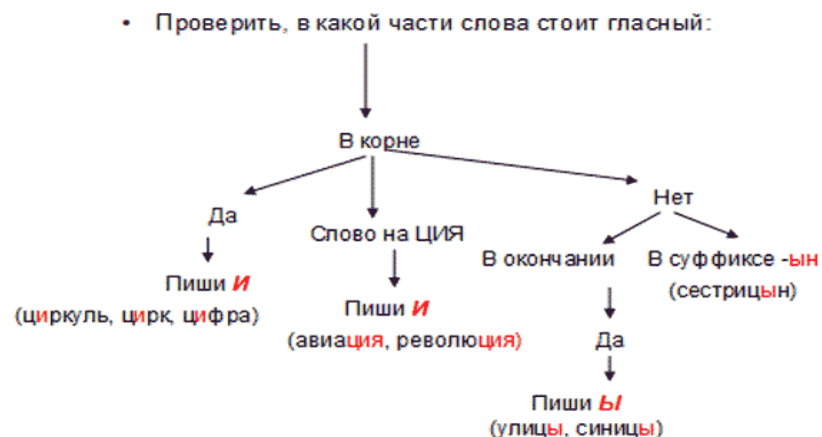 • Проверить, в какой части слова стоит гласный:
В корне
Да
Слово на ЦИЯ
Нет
Пиши И
(циркуль, цирк, цифра)
Пиши И
(авиация, революция)
В окончании
В суффиксе -ын
(сестрицын)
Да
Пиши Ы
(улицы, синицы)